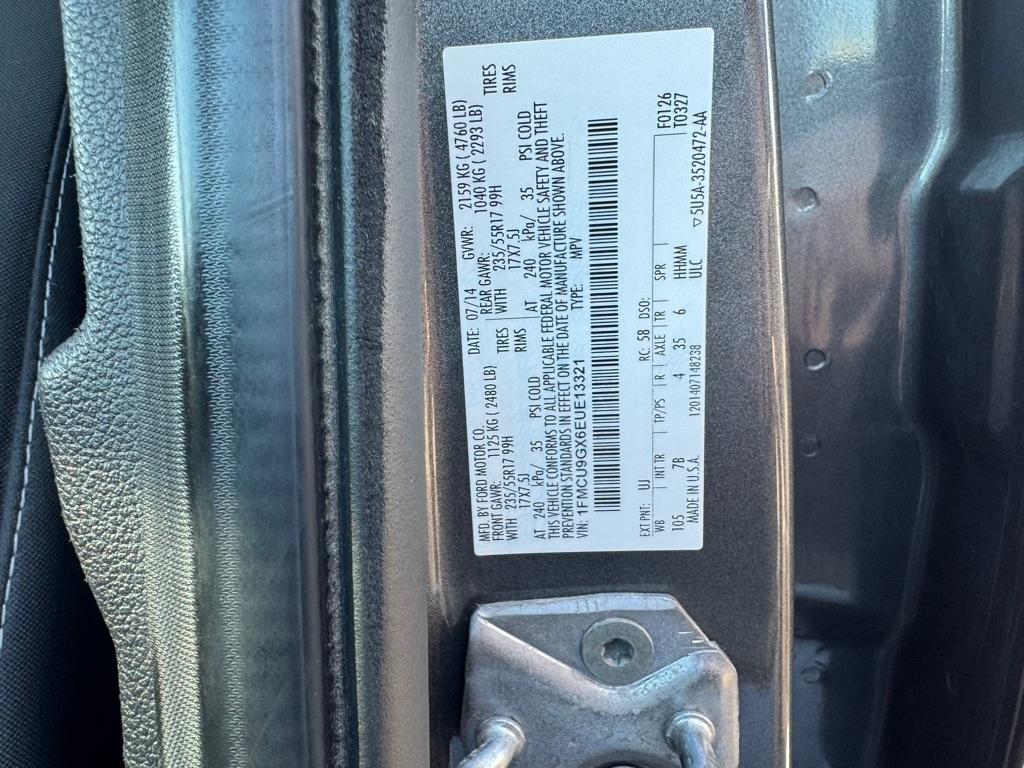 MFD. BY FORD MOTOR CO. DATE: 07/14 GVWR: 2159 KG ( 4760 LB)
FRONT GAWR: 1125 KG ( 2480 LB) REAR GAWR: 1040 KG ( 2293 LB)
WITH 235/55R17 99H TIRES WITH 235/55R17 99H TIRES
17X7.5J RIMS 17X7.5J RIMS
AT 240 kPa/ 35 PSI COLD AT 240 kPa/ 35 PSI COLD
THIS VEHICLE CONFORMS TO ALL APPLICABLE FEDERAL MOTOR VEHICLE SAFETY AND THEFT
PREVENTION STANDARDS IN EFFECT ON THE DATE OF MANUFACTURE SHOWN ABOVE.
VIN: 1FMCU9GX6EUE13321 TYPE: MPV
F0126
T0327
EXT PNT: UJ RC: 58 DSO:
WB INT TR TP/PS R AXLE TR SPR
105 7B 4 35 6 HHMM
MADE IN U.S.A. 1201407148238 ULC
▽5U5A-3520472-AA